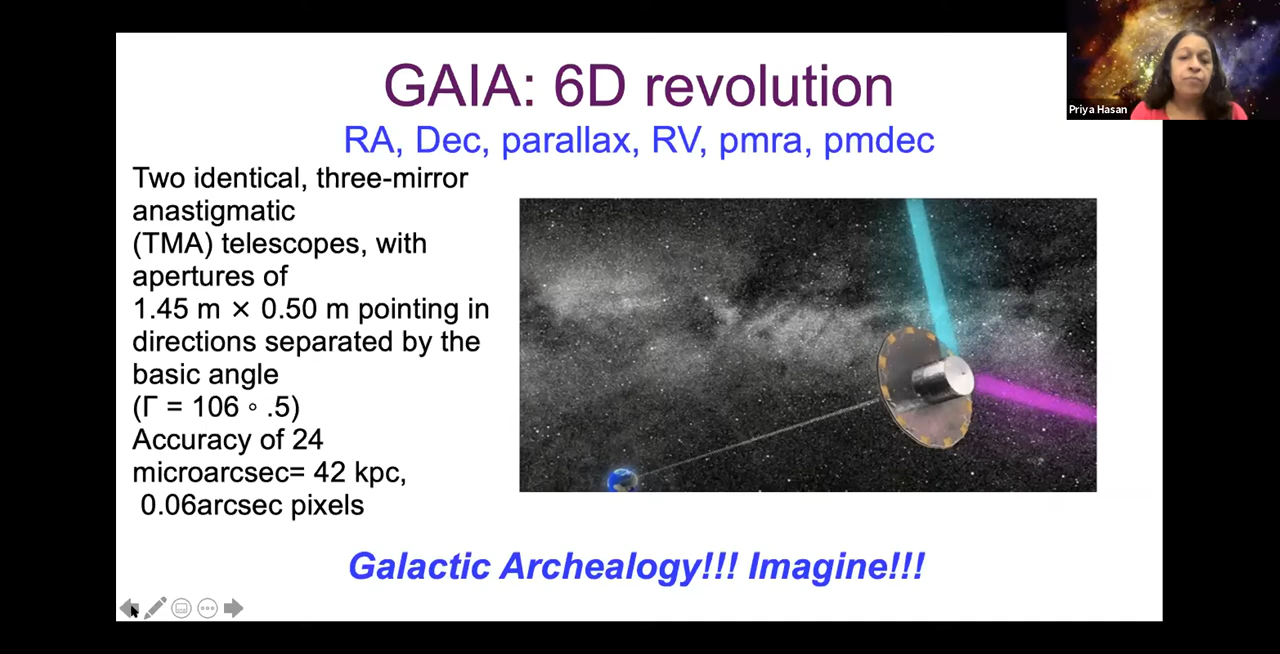 GAIA: 6D revolution
RA, Dec, parallax, RV, pmra, pmdec
Two identical, three-mirror
anastigmatic
(TMA) telescopes, with
apertures of
1.45 m × 0.50 m pointing in
directions separated by the
basic angle
(Γ = 106 ◦ .5)
Accuracy of 24
microarcsec= 42 kpc,
0.06arcsec pixels
Galactic Archealogy!!! Imagine!!!
Priya Hasan